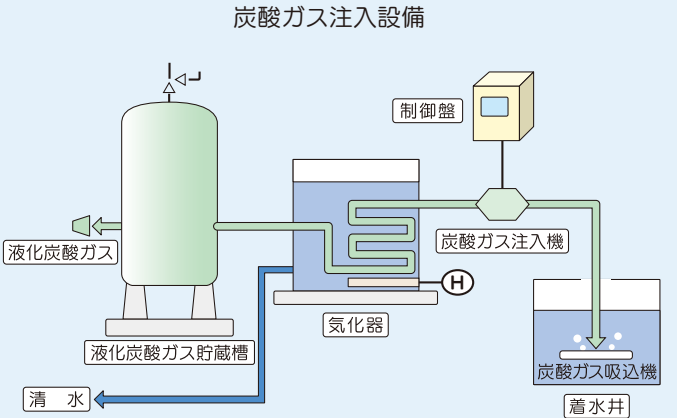 炭酸ガス注入設備
制御盤
液化炭酸ガス
炭酸ガス注入機
H
気化器
液化炭酸ガス貯蔵槽
炭酸ガス吸込機
清　水
着水井